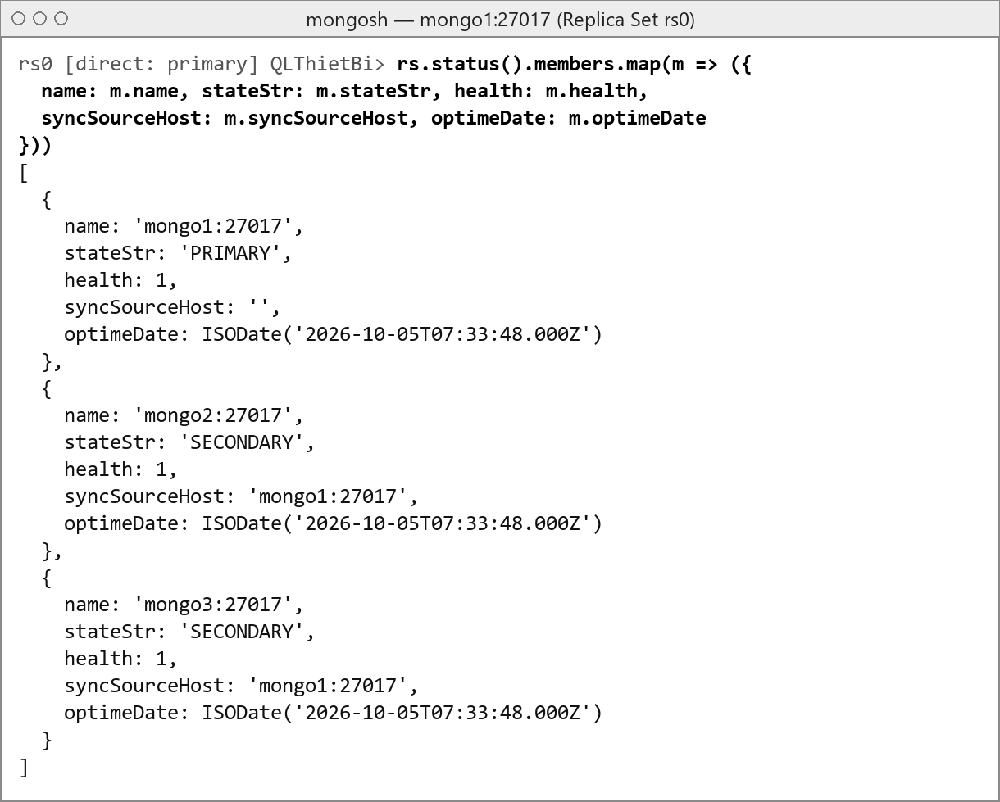 mongosh — mongo1:27017 (Replica Set rs0)
rs0 [direct: primary] QLThietBi> rs.status().members.map(m => ({
  name: m.name, stateStr: m.stateStr, health: m.health,
  syncSourceHost: m.syncSourceHost, optimeDate: m.optimeDate
}))
[
  {
    name: 'mongo1:27017',
    stateStr: 'PRIMARY',
    health: 1,
    syncSourceHost: '',
    optimeDate: ISODate('2026-10-05T07:33:48.000Z')
  },
  {
    name: 'mongo2:27017',
    stateStr: 'SECONDARY',
    health: 1,
    syncSourceHost: 'mongo1:27017',
    optimeDate: ISODate('2026-10-05T07:33:48.000Z')
  },
  {
    name: 'mongo3:27017',
    stateStr: 'SECONDARY',
    health: 1,
    syncSourceHost: 'mongo1:27017',
    optimeDate: ISODate('2026-10-05T07:33:48.000Z')
  }
]